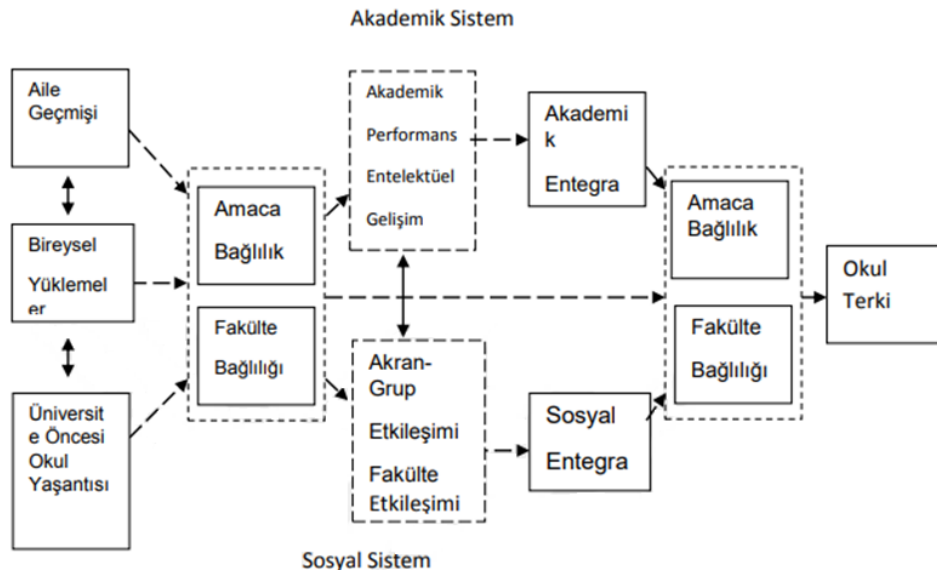 Akademik Sistem
Aile
Geçmişi
Bireysel
Yüklemel
er
Üniversit
e Öncesi
Okul
Yaşantısı
Amaca
Bağlılık
Fakülte
Bağlılığı
Akademik
Performans
Entelektüel
Gelişim
Akran-
Grup
Etkileşimi
Fakülte
Etkileşimi
Akademi
k
Entegra
Sosyal
Entegra
Amaca
Bağlılık
Fakülte
Bağlılığı
Okul
Terki
Sosyal Sistem